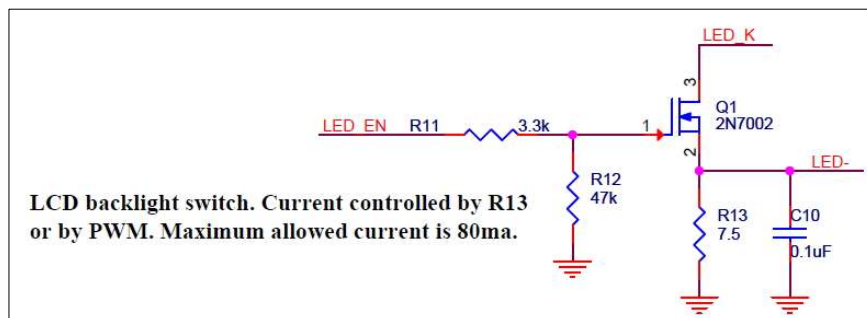 LED_K
3
Q1
2N7002
LED_EN R11 3.3k 1
2
LED-
R12
47k
LCD backlight switch. Current controlled by R13
or by PWM. Maximum allowed current is 80ma.
R13
7.5
C10
0.1uF